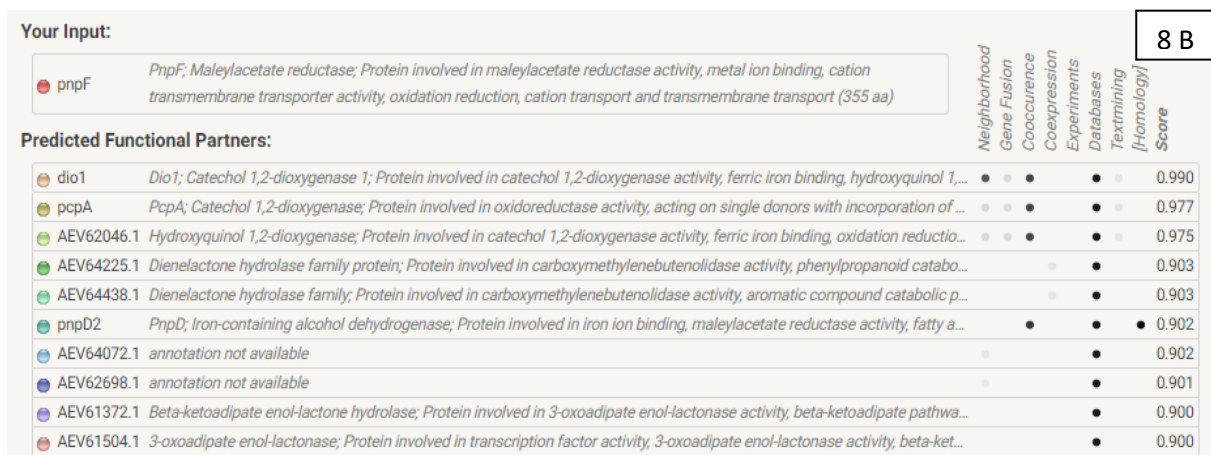 Your Input:
8 B
pnpF
PnpF; Maleylacetate reductase; Protein involved in maleylacetate reductase activity, metal ion binding, cation
transmembrane transporter activity, oxidation reduction, cation transport and transmembrane transport (355 aa)
Neighborhood
Gene Fusion
Cooccurence
Coexpression
Experiments
Databases
Textmining
[Homology]
Score
Predicted Functional Partners:
dio1 Dio1; Catechol 1,2-dioxygenase 1; Protein involved in catechol 1,2-dioxygenase activity, ferric iron binding, hydroxyquinol 1,... 0.990
pcpA PcpA; Catechol 1,2-dioxygenase; Protein involved in oxidoreductase activity, acting on single donors with incorporation of ... 0.977
AEV62046.1 Hydroxyquinol 1,2-dioxygenase; Protein involved in catechol 1,2-dioxygenase activity, ferric iron binding, oxidation reductio... 0.975
AEV64225.1 Dienelactone hydrolase family protein; Protein involved in carboxymethylenebutenolidase activity, phenylpropanoid catabo... 0.903
AEV64438.1 Dienelactone hydrolase family; Protein involved in carboxymethylenebutenolidase activity, aromatic compound catabolic p... 0.903
pnpD2 PnpD; Iron-containing alcohol dehydrogenase; Protein involved in iron ion binding, maleylacetate reductase activity, fatty a... 0.902
AEV64072.1 annotation not available 0.902
AEV62698.1 annotation not available 0.901
AEV61372.1 Beta-ketoadipate enol-lactone hydrolase; Protein involved in 3-oxoadipate enol-lactonase activity, beta-ketoadipate pathwa... 0.900
AEV61504.1 3-oxoadipate enol-lactonase; Protein involved in transcription factor activity, 3-oxoadipate enol-lactonase activity, beta-ket... 0.900